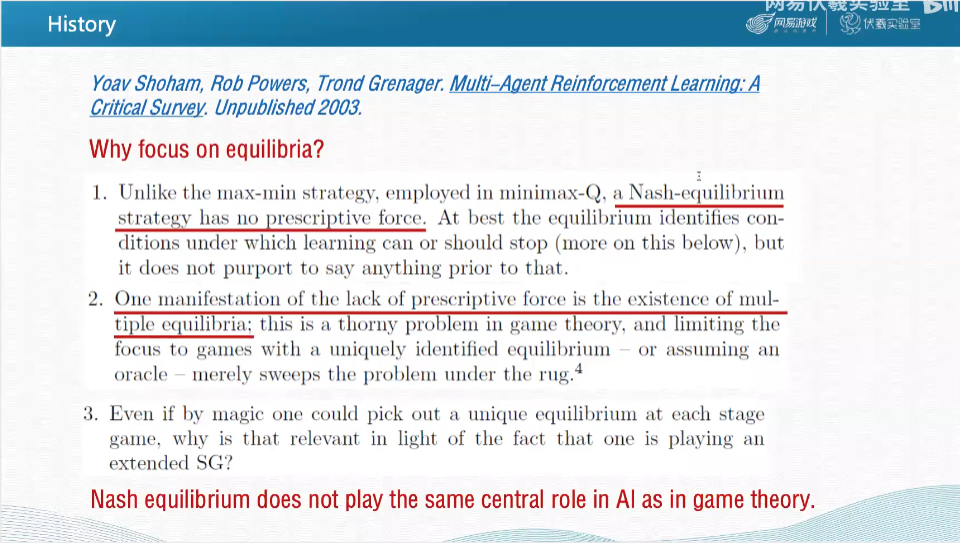 History
网易伏羲实验室
网易游戏
伏羲实验室
Yoav Shoham, Rob Powers, Trond Grenager. Multi–Agent Reinforcement Learning: A
Critical Survey. Unpublished 2003.
Why focus on equilibria?
1. Unlike the max-min strategy, employed in minimax-Q, a Nash-equilibrium
strategy has no prescriptive force. At best the equilibrium identifies con-
ditions under which learning can or should stop (more on this below), but
it does not purport to say anything prior to that.
2. One manifestation of the lack of prescriptive force is the existence of mul-
tiple equilibria; this is a thorny problem in game theory, and limiting the
focus to games with a uniquely identified equilibrium – or assuming an
oracle – merely sweeps the problem under the rug.⁴
3. Even if by magic one could pick out a unique equilibrium at each stage
game, why is that relevant in light of the fact that one is playing an
extended SG?
Nash equilibrium does not play the same central role in AI as in game theory.